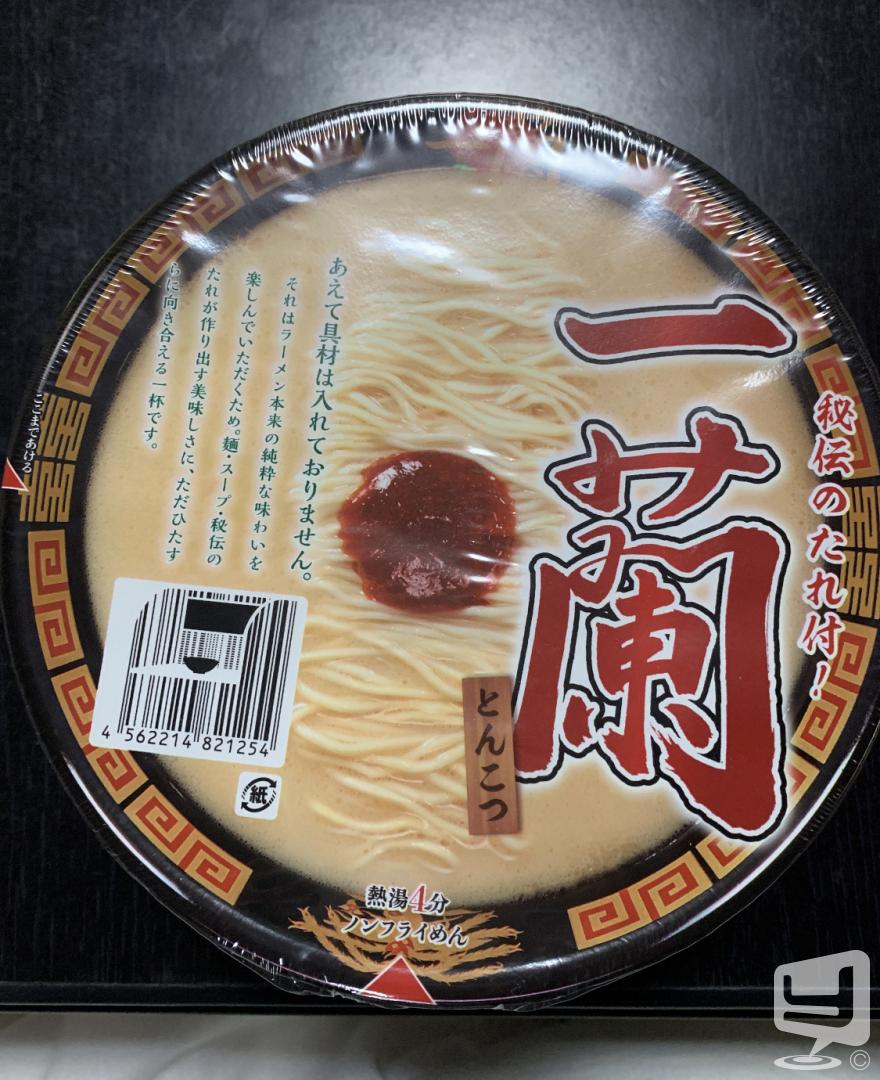 秘伝のたれ付！
一蘭
とんこつ
あえて具材は入れておりません。
それはラーメン本来の純粋な味わいを
楽しんでいただくため。麺・スープ・秘伝の
たれが作り出す美味しさに、ただひたす
らに向き合える一杯です。
ここまであける
4 562214 821254
紙
熱湯4分
ノンフライめん